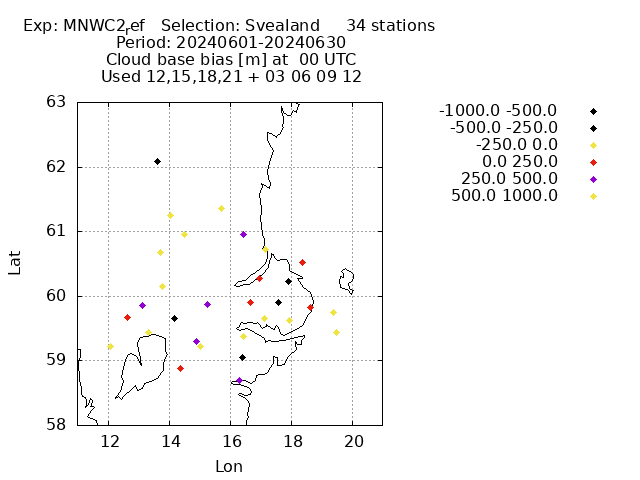 Exp: MNWC2ref   Selection: Svealand     34 stations
Period: 20240601-20240630
Cloud base bias [m] at  00 UTC
Used 12,15,18,21 + 03 06 09 12
-1000.0 -500.0
-500.0 -250.0
-250.0 0.0
0.0 250.0
250.0 500.0
500.0 1000.0
63
62
61
60
59
58
Lat
12 14 16 18 20
Lon